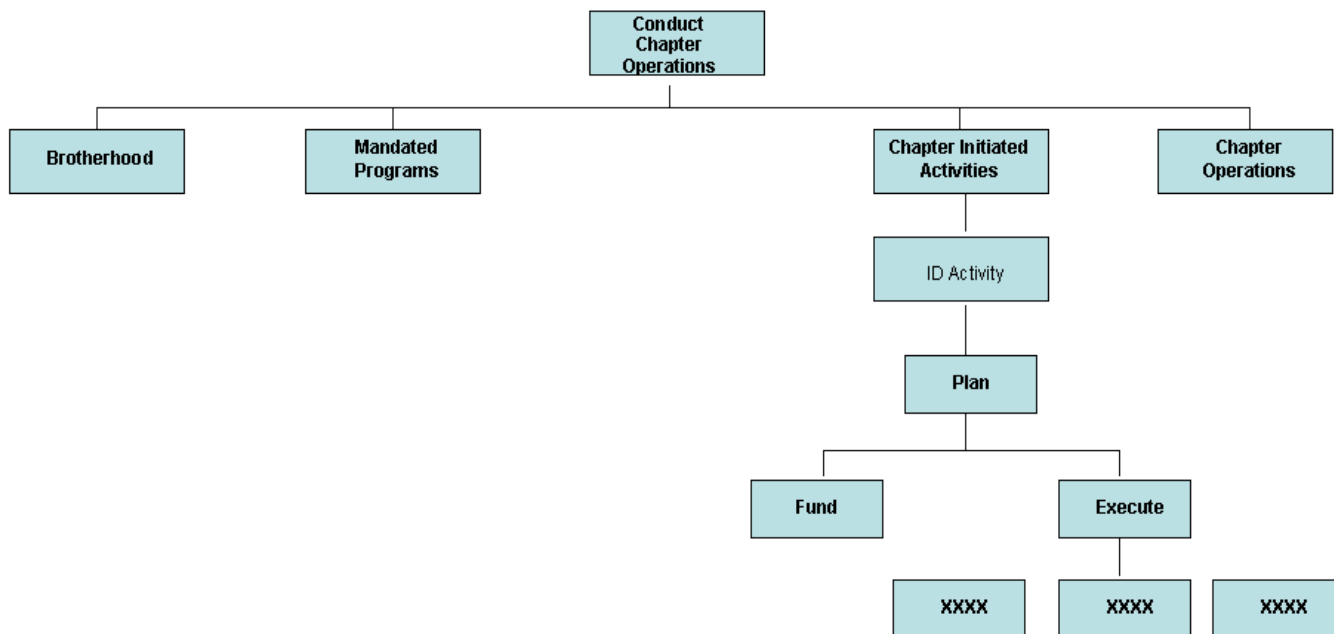 Conduct
Chapter
Operations
Brotherhood
Mandated
Programs
Chapter Initiated
Activities
Chapter
Operations
ID Activity
Plan
Fund
Execute
XXXX
XXXX
XXXX